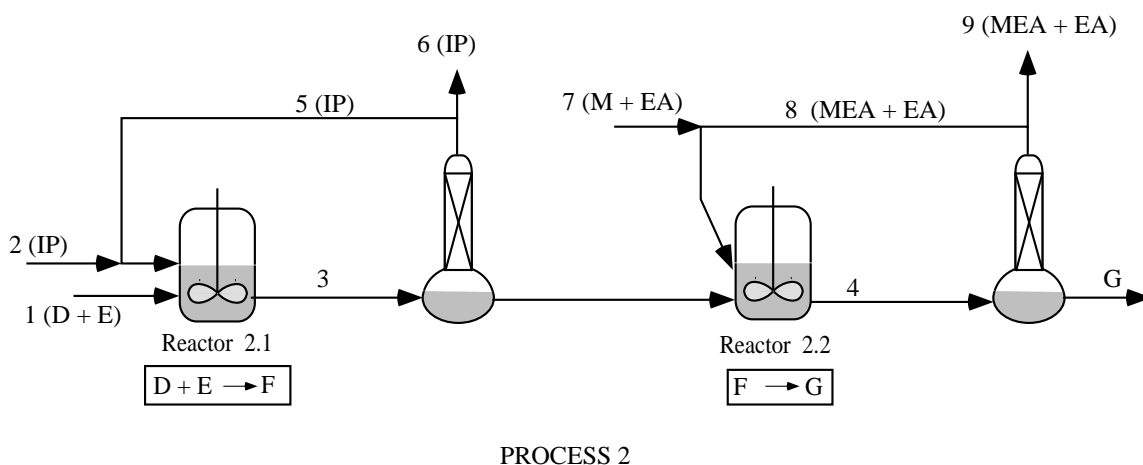 6 (IP)
9 (MEA + EA)
5 (IP)
7 (M + EA)
8 (MEA + EA)
2 (IP)
3
4
G
1 (D + E)
Reactor 2.1
Reactor 2.2
D + E → F
F → G
PROCESS 2